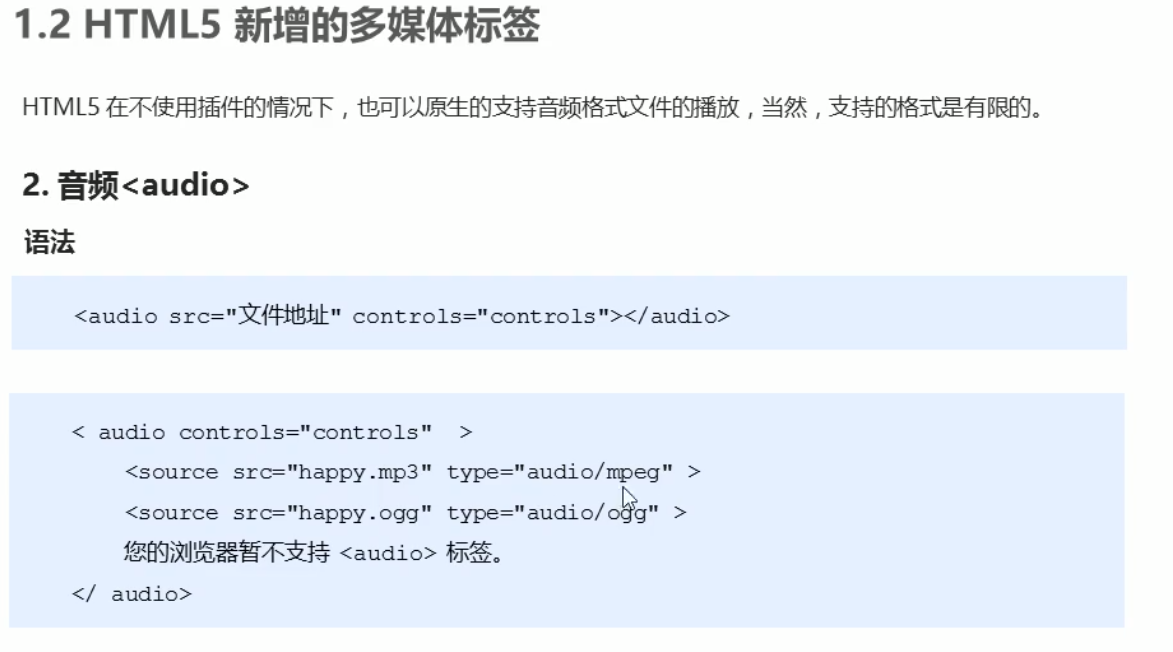 1.2 HTML5 新增的多媒体标签
HTML5 在不使用插件的情况下，也可以原生的支持音频格式文件的播放，当然，支持的格式是有限的。
2. 音频<audio>
语法
<audio src="文件地址" controls="controls"></audio>
< audio controls="controls"  >
<source src="happy.mp3" type="audio/mpeg" >
<source src="happy.ogg" type="audio/ogg" >
您的浏览器暂不支持 <audio> 标签。
</ audio>